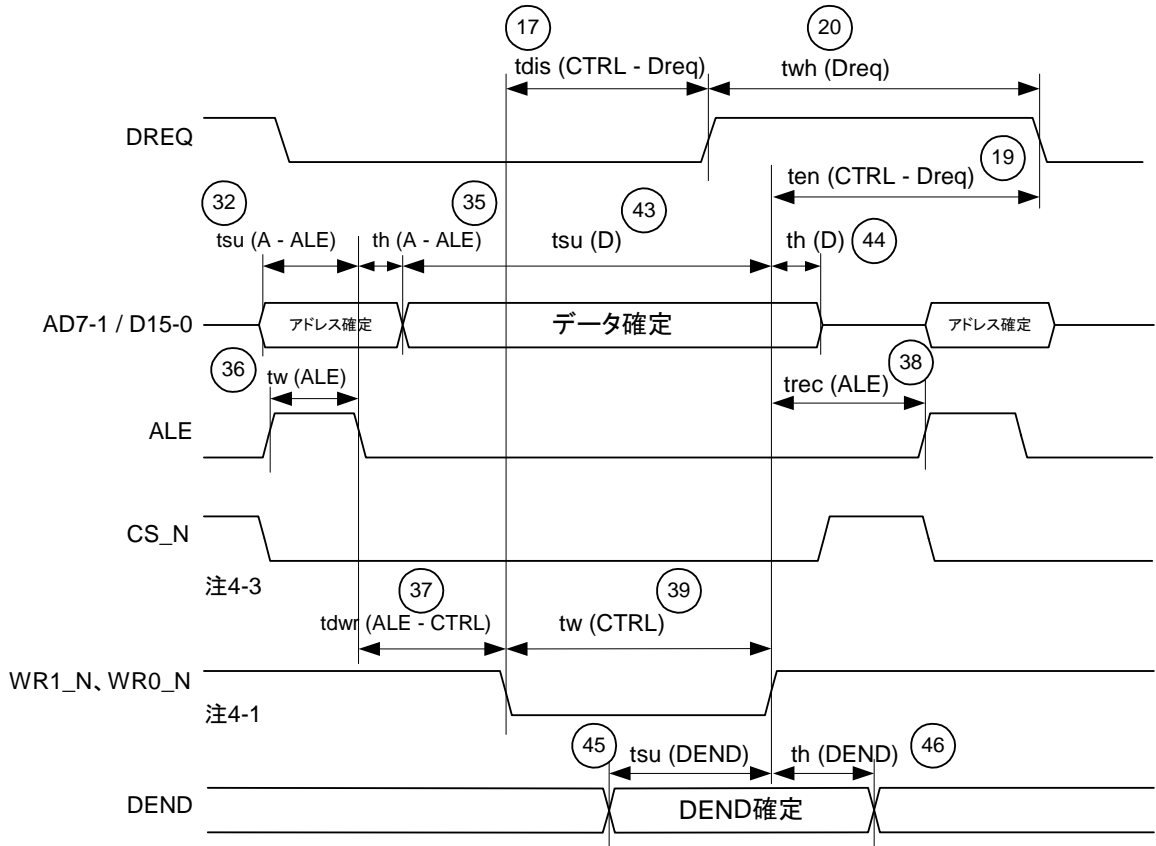 17
20
tdis (CTRL - Dreq)
twh (Dreq)
DREQ
19
ten (CTRL - Dreq)
32
35
43
tsu (A - ALE)
th (A - ALE)
tsu (D)
th (D)
44
AD7-1 / D15-0
アドレス確定
データ確定
アドレス確定
36
tw (ALE)
38
trec (ALE)
ALE
CS_N
注4-3
37
39
tdwr (ALE - CTRL)
tw (CTRL)
WR1_N、WR0_N
注4-1
45
tsu (DEND)
th (DEND)
46
DEND
DEND確定